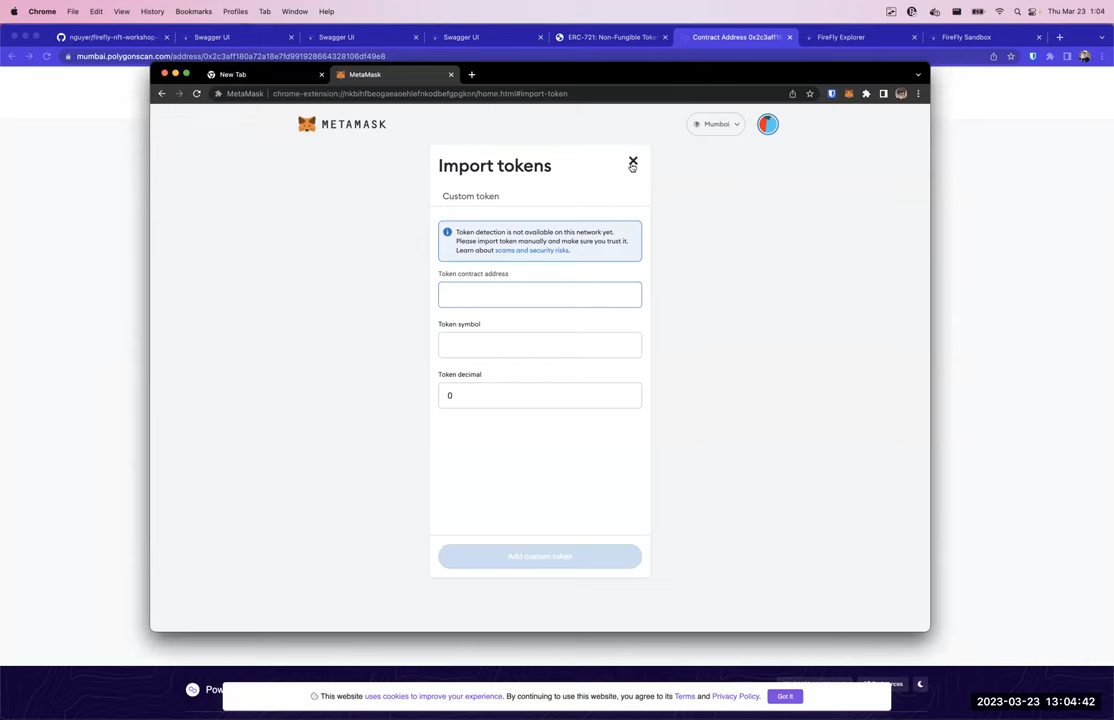 Chrome File Edit View History Bookmarks Profiles Tab Window Help Thu Mar 23 1:04
nguyer/firefly-nft-workshop- Swagger UI Swagger UI Swagger UI ERC-721: Non-Fungible Toke Contract Address 0x2c3aff1 FireFly Explorer FireFly Sandbox
mumbai.polygonscan.com/address/0x2c3aff180a72a18e7fd991928664328106df49e8
New Tab MetaMask
MetaMask chrome-extension://nkbihfbeogaeaoehlefnkodbefgpgknn/home.html#import-token
METAMASK Mumbai
Import tokens
Custom token
Token detection is not available on this network yet.
Please import token manually and make sure you trust it.
Learn about scams and security risks.
Token contract address
Token symbol
Token decimal
0
Add custom token
Pow
This website uses cookies to improve your experience. By continuing to use this website, you agree to its Terms and Privacy Policy. Got it
2023-03-23 13:04:42